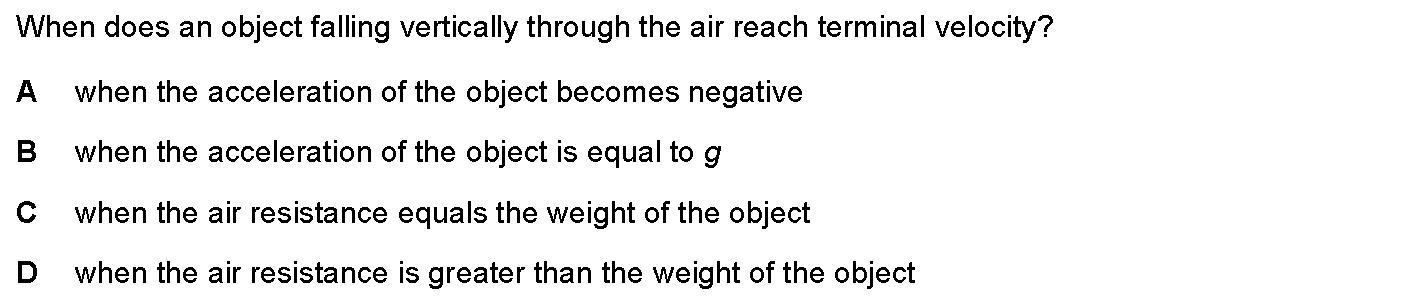 When does an object falling vertically through the air reach terminal velocity?
A when the acceleration of the object becomes negative
B when the acceleration of the object is equal to g
C when the air resistance equals the weight of the object
D when the air resistance is greater than the weight of the object